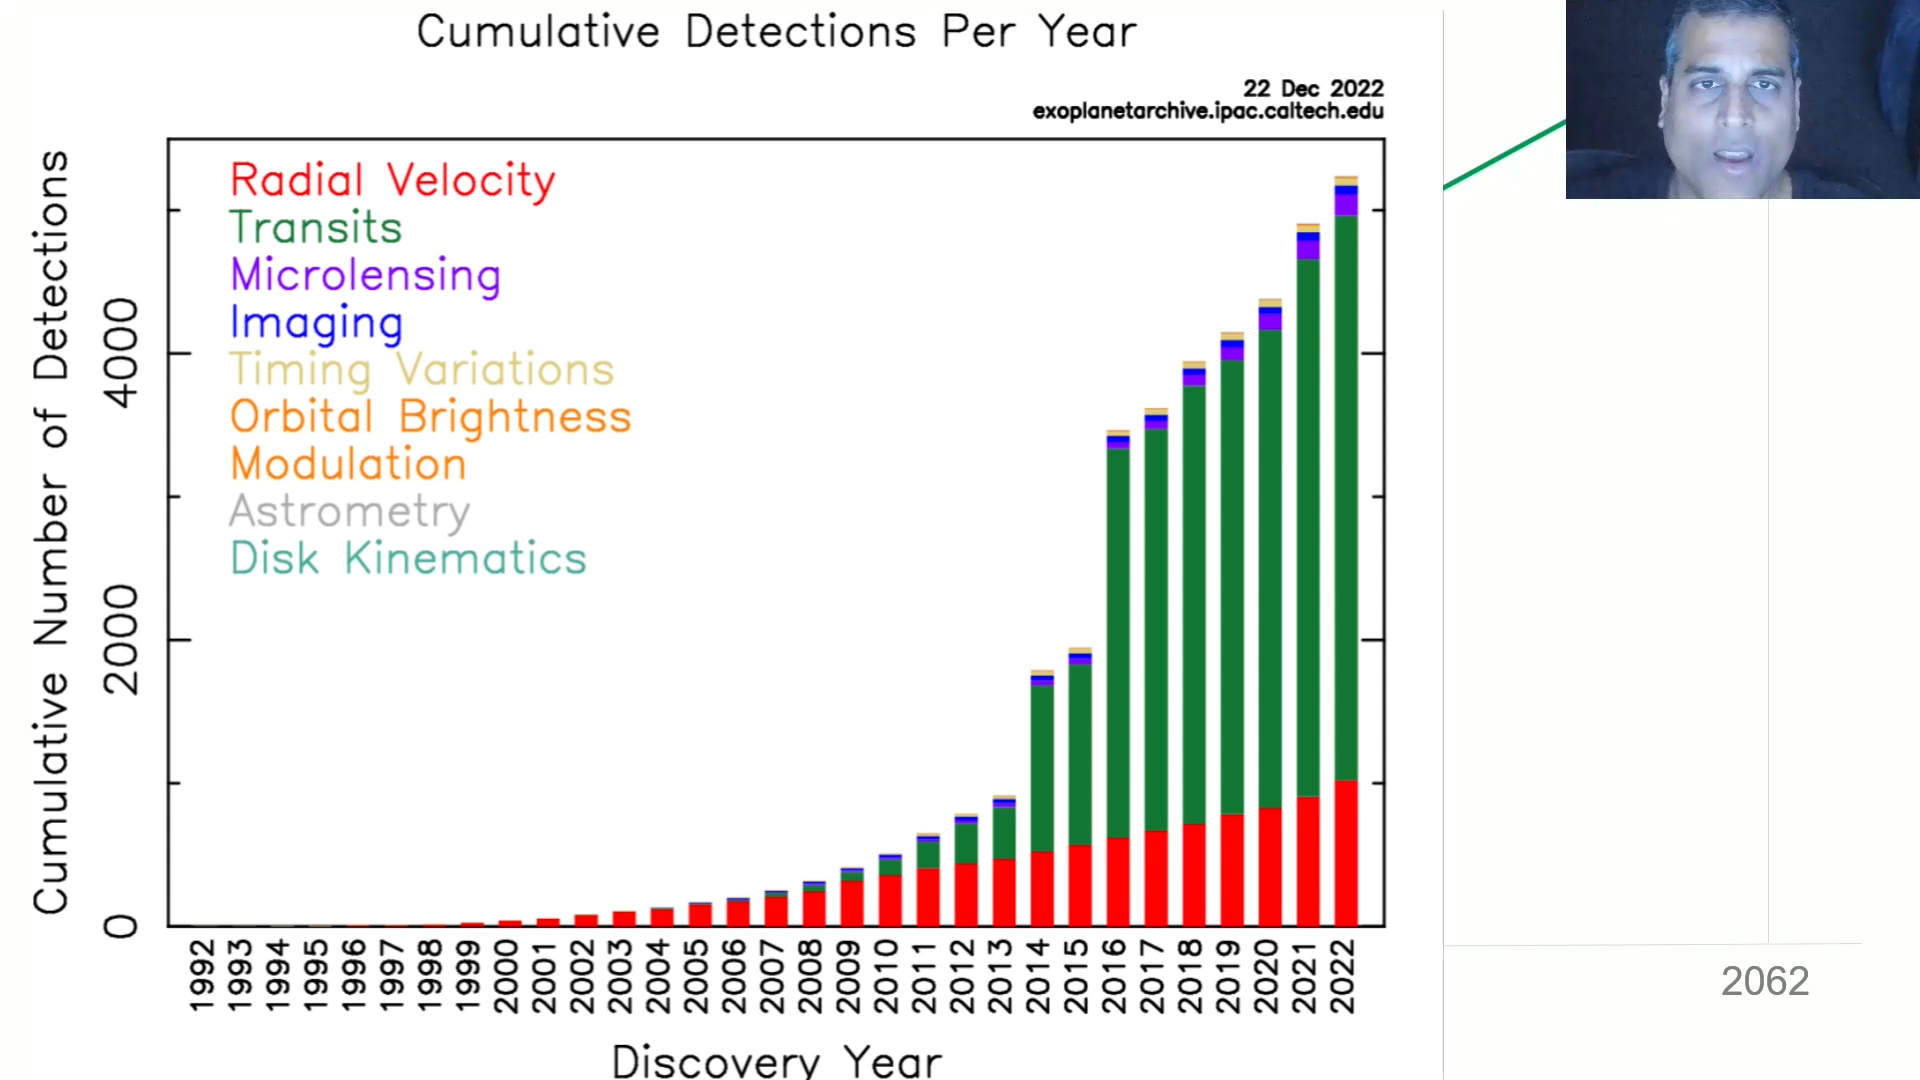 Cumulative Detections Per Year
22 Dec 2022
exoplanetarchive.ipac.caltech.edu
Cumulative Number of Detections
Radial Velocity
Transits
Microlensing
Imaging
Timing Variations
Orbital Brightness
Modulation
Astrometry
Disk Kinematics
4000
2000
0
1992 1993 1994 1995 1996 1997 1998 1999 2000 2001 2002 2003 2004 2005 2006 2007 2008 2009 2010 2011 2012 2013 2014 2015 2016 2017 2018 2019 2020 2021 2022
2062
Discovery Year